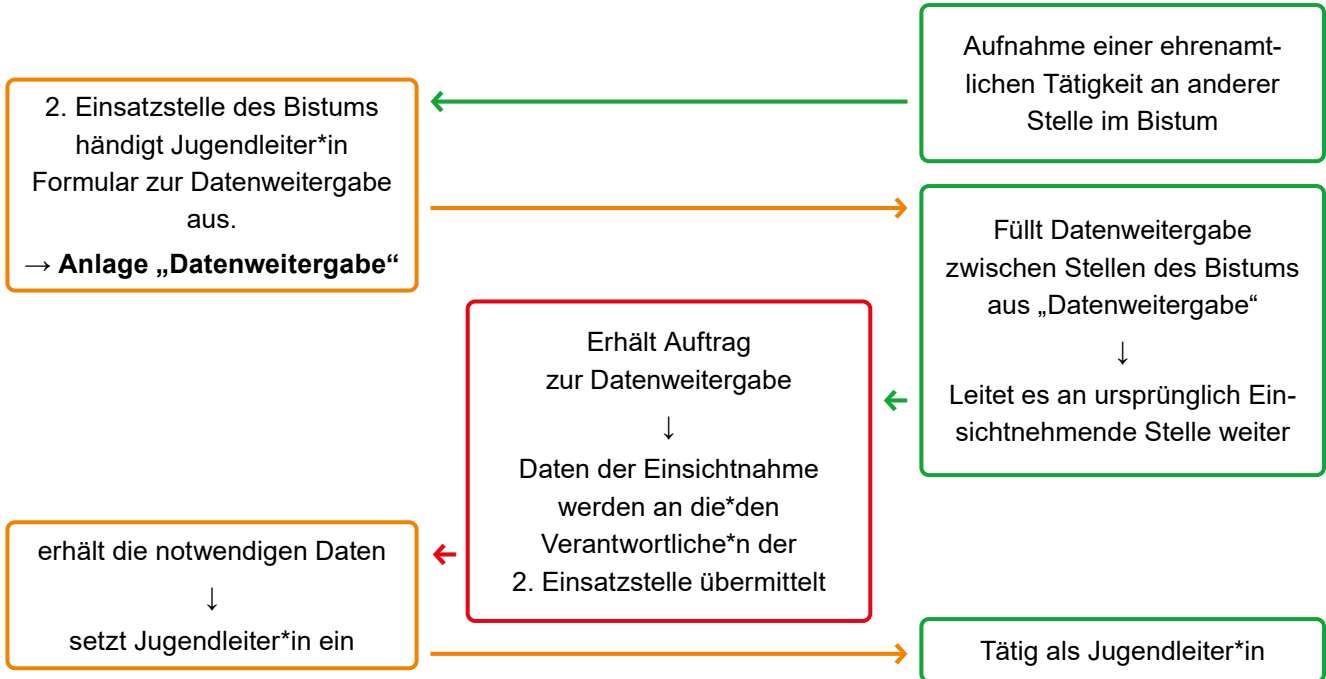 Aufnahme einer ehrenamt-
lichen Tätigkeit an anderer
Stelle im Bistum
2. Einsatzstelle des Bistums
händigt Jugendleiter*in
Formular zur Datenweitergabe
aus.
→ Anlage „Datenweitergabe“
Füllt Datenweitergabe
zwischen Stellen des Bistums
aus „Datenweitergabe“
↓
Leitet es an ursprünglich Ein-
sichtnehmende Stelle weiter
Erhält Auftrag
zur Datenweitergabe
↓
Daten der Einsichtnahme
werden an die*den
Verantwortliche*n der
2. Einsatzstelle übermittelt
erhält die notwendigen Daten
↓
setzt Jugendleiter*in ein
Tätig als Jugendleiter*in